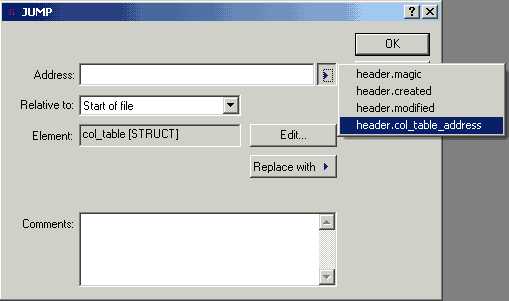 JUMP
OK
Address:
header.magic
header.created
header.modified
header.col_table_address
Relative to: Start of file
Element: col_table [STRUCT]
Edit...
Replace with
Comments: